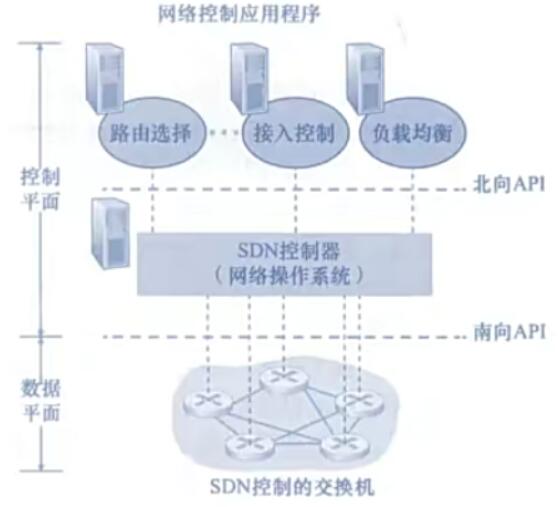 网络控制应用程序
路由选择
接入控制
负载均衡
控制
平面
北向API
SDN控制器
（网络操作系统）
南向API
数据
平面
SDN控制的交换机